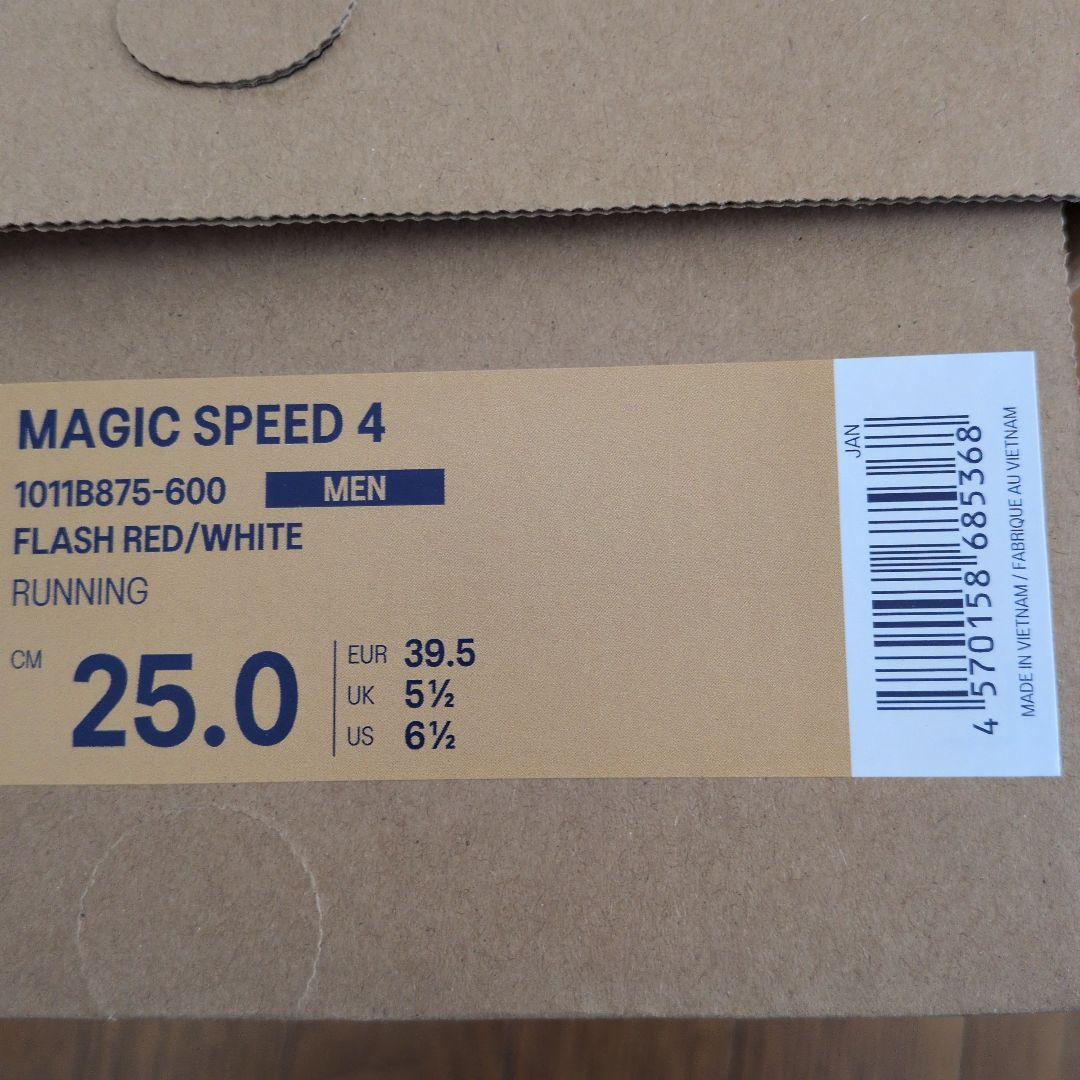 MAGIC SPEED 4
1011B875-600 MEN
FLASH RED/WHITE
RUNNING
CM 25.0
EUR 39.5
UK 5½
US 6½
JAN
4 570158 685368
MADE IN VIETNAM / FABRIQUE AU VIETNAM